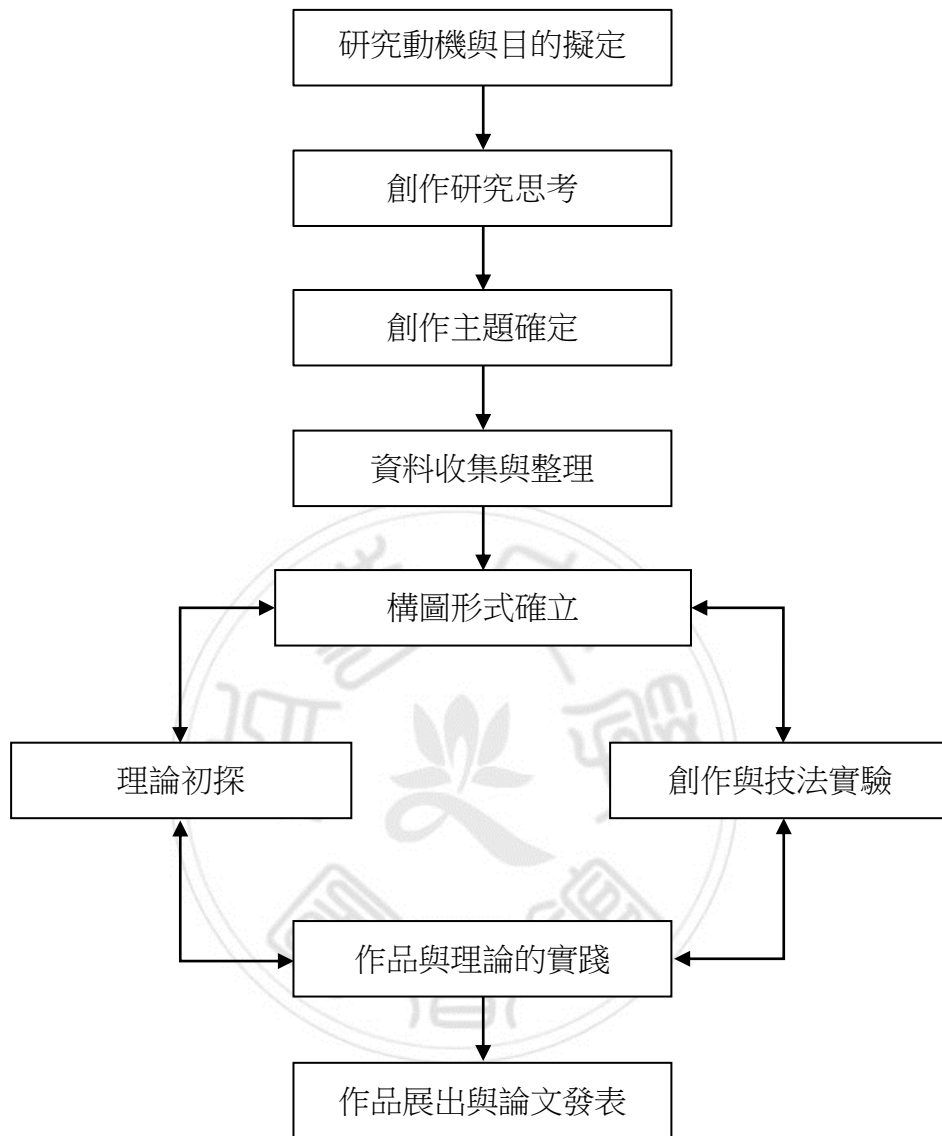 研究動機與目的擬定
創作研究思考
創作主題確定
資料收集與整理
構圖形式確立
理論初探
創作與技法實驗
作品與理論的實踐
作品展出與論文發表